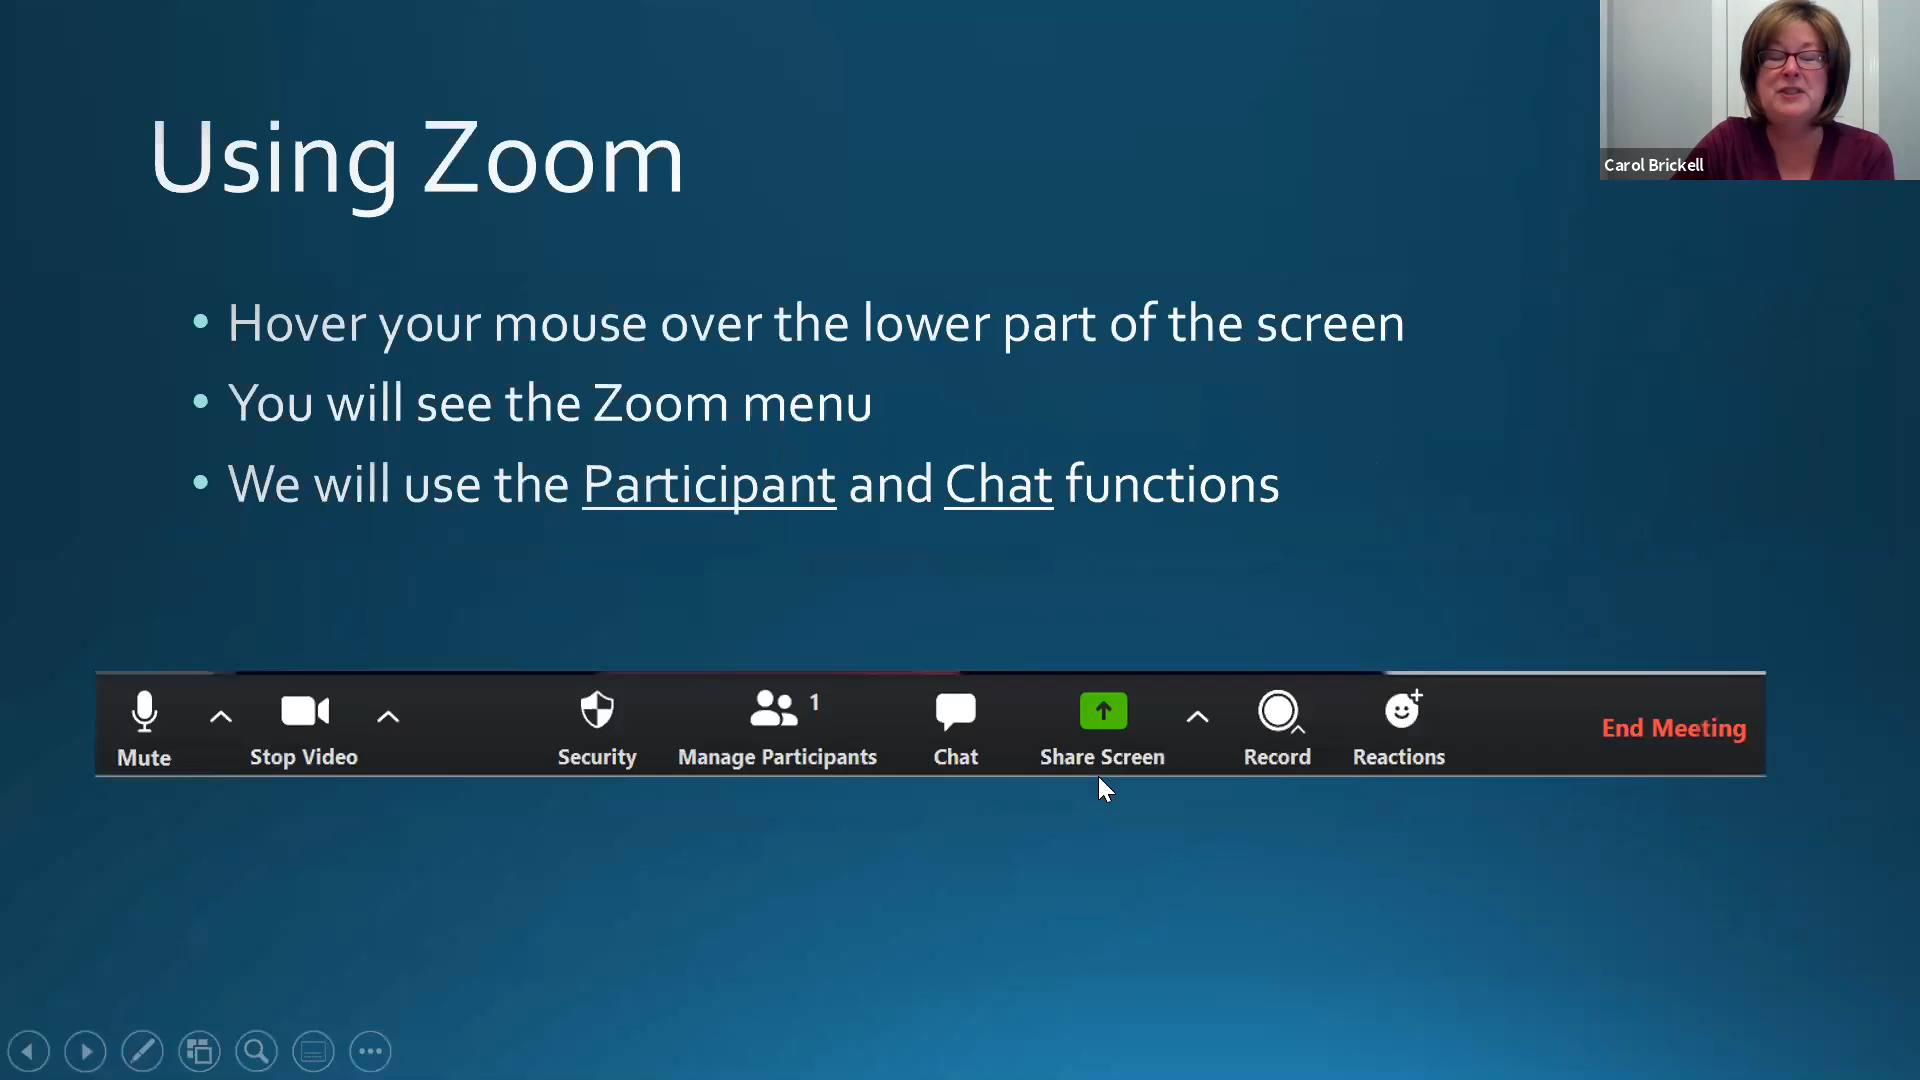 Using Zoom
Carol Brickell
• Hover your mouse over the lower part of the screen
• You will see the Zoom menu
• We will use the Participant and Chat functions
1
Mute Stop Video Security Manage Participants Chat Share Screen Record Reactions End Meeting